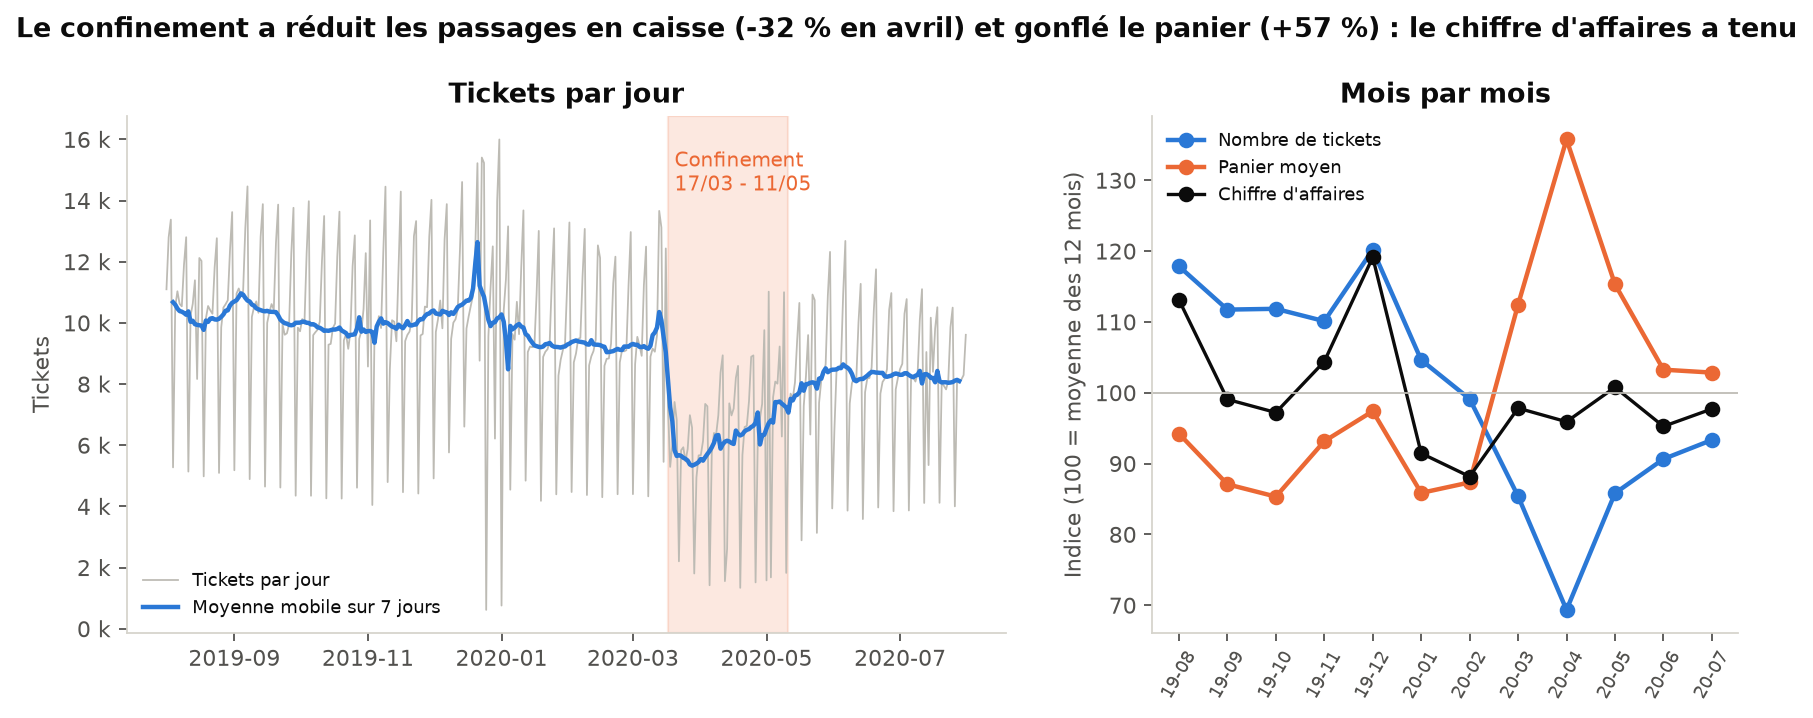 Le confinement a réduit les passages en caisse (-32 % en avril) et gonflé le panier (+57 %) : le chiffre d'affaires a tenu
Tickets par jour
Tickets
16 k
14 k
12 k
10 k
8 k
6 k
4 k
2 k
0 k
Confinement
17/03 - 11/05
Tickets par jour
Moyenne mobile sur 7 jours
2019-09
2019-11
2020-01
2020-03
2020-05
2020-07
Mois par mois
Indice (100 = moyenne des 12 mois)
130
120
110
100
90
80
70
Nombre de tickets
Panier moyen
Chiffre d'affaires
19-08
19-09
19-10
19-11
19-12
20-01
20-02
20-03
20-04
20-05
20-06
20-07